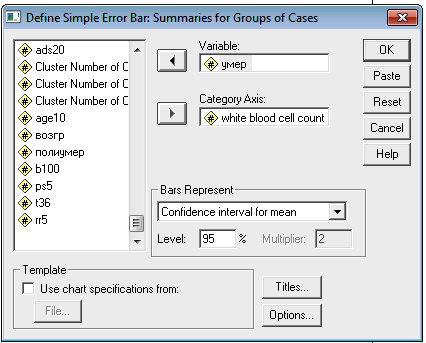 Define Simple Error Bar: Summaries for Groups of Cases
ads20
Cluster Number of C
Cluster Number of C
Cluster Number of C
age10
возгр
полиумер
b100
ps5
t36
rr5
Variable:
умер
Category Axis:
white blood cell count
OK
Paste
Reset
Cancel
Help
Bars Represent
Confidence interval for mean
Level: 95 % Multiplier: 2
Template
Use chart specifications from:
File...
Titles...
Options...